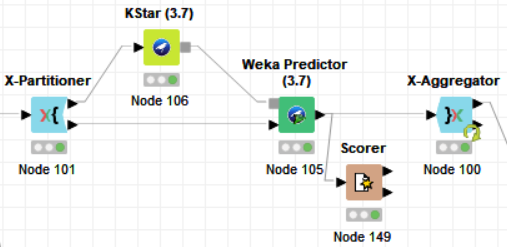 KStar (3.7)
X-Partitioner
Weka Predictor
(3.7)
X-Aggregator
Node 106
Scorer
Node 101
Node 105
Node 100
Node 149